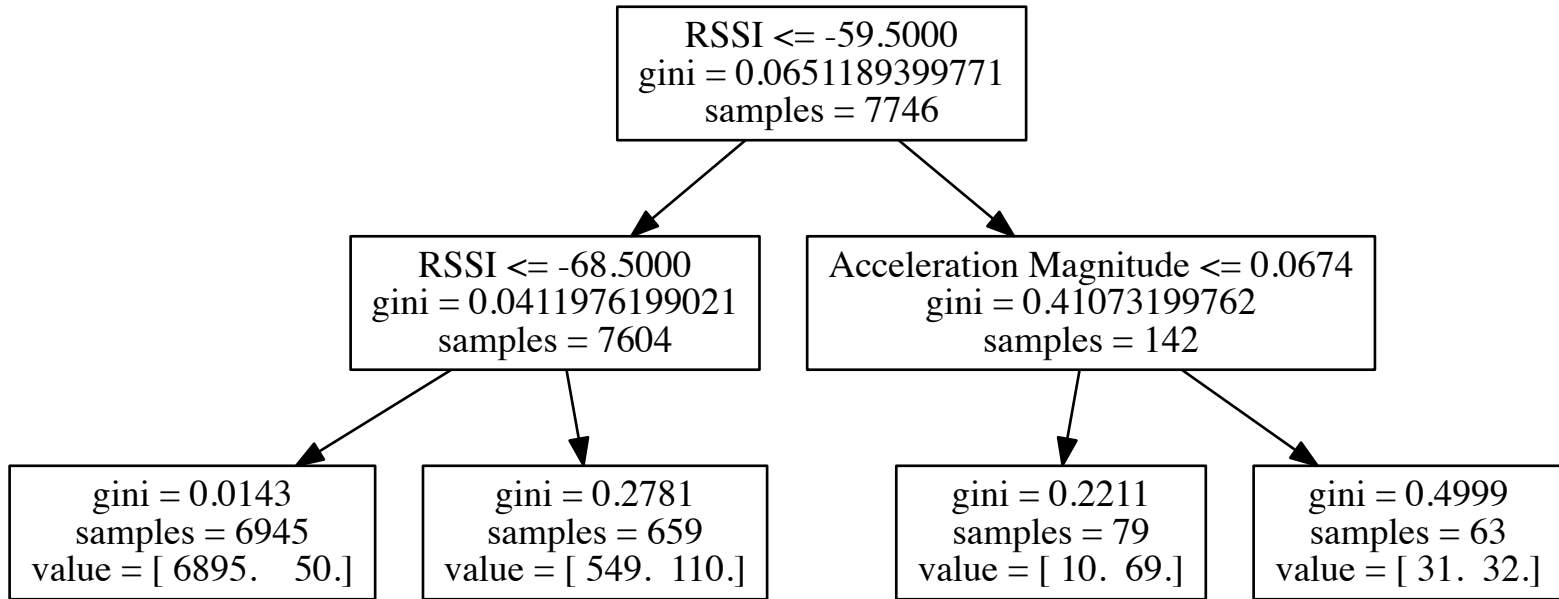 RSSI <= -59.5000
gini = 0.0651189399771
samples = 7746
RSSI <= -68.5000
gini = 0.0411976199021
samples = 7604
Acceleration Magnitude <= 0.0674
gini = 0.41073199762
samples = 142
gini = 0.0143
samples = 6945
value = [ 6895.    50.]
gini = 0.2781
samples = 659
value = [ 549.  110.]
gini = 0.2211
samples = 79
value = [ 10.  69.]
gini = 0.4999
samples = 63
value = [ 31.  32.]